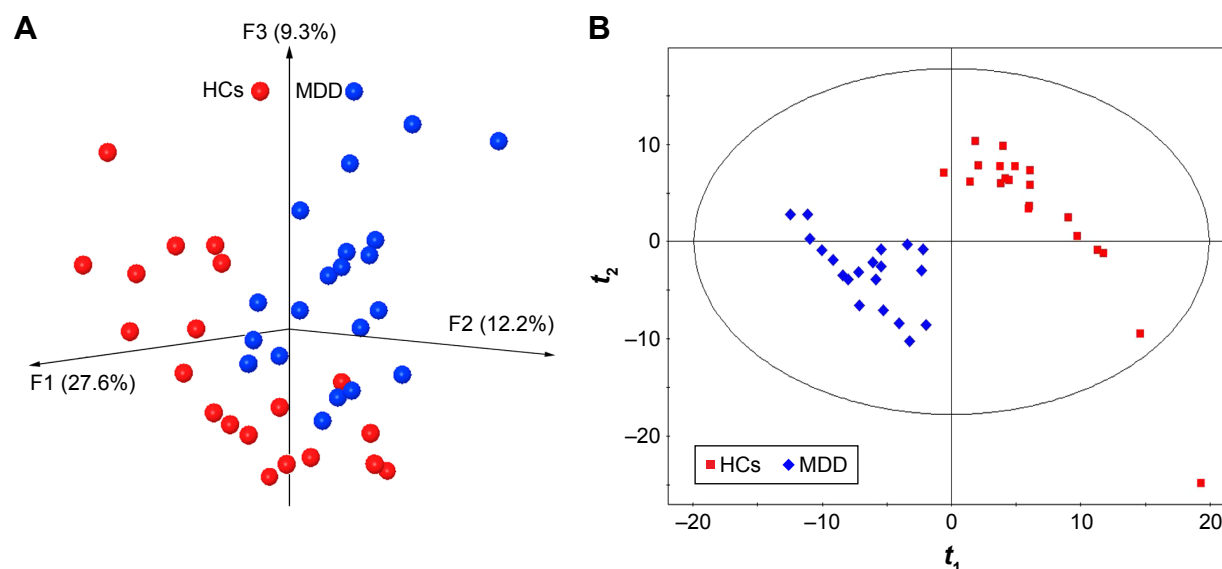 A
F3 (9.3%)
HCs MDD
F2 (12.2%)
F1 (27.6%)
B
10
0
–10
–20
t2
HCs MDD
–20 –10 0 10 20
t1